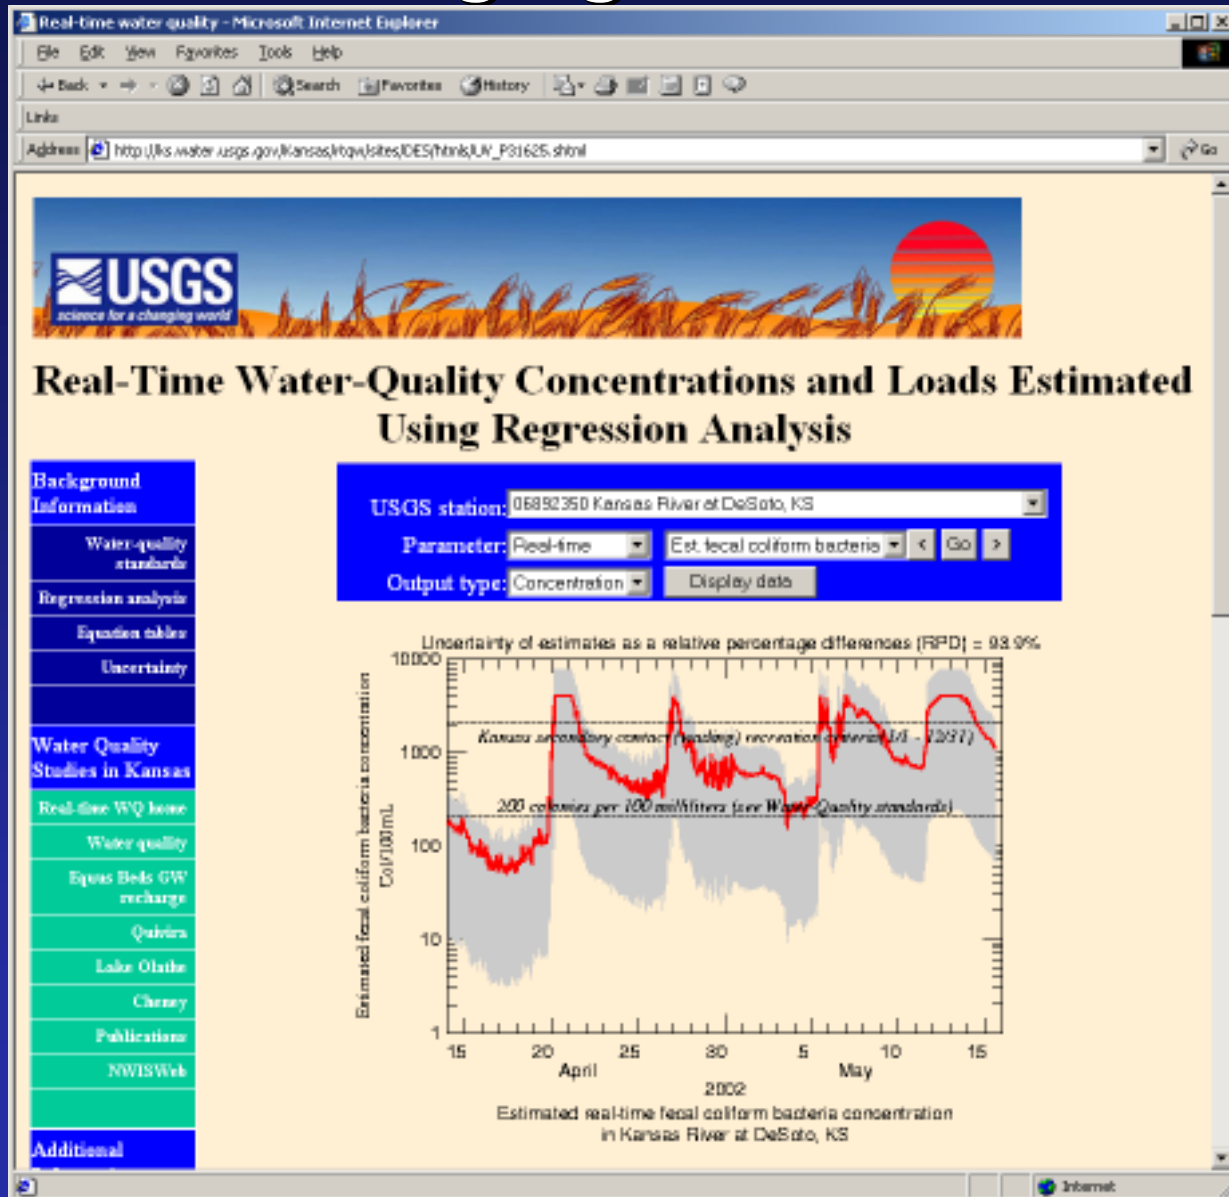 Real-time water quality - Microsoft Internet Explorer
File Edit View Favorites Tools Help
Back Search Favorites History
Links
Address http://ks.water.usgs.gov/Kansas/rtqw/sites/DES/htmls/UV_P31625.shtml Go
USGS
science for a changing world
Real-Time Water-Quality Concentrations and Loads Estimated
Using Regression Analysis
Background
Information
Water-quality
standards
Regression analysis
Equation tables
Uncertainty
Water Quality
Studies in Kansas
Real-time WQ home
Water quality
Equus Beds GW
recharge
Quivira
Lake Olathe
Cheney
Publications
NWISWeb
Additional
USGS station: 06892350 Kansas River at DeSoto, KS
Parameter: Real-time Est. fecal coliform bacteria < Go >
Output type: Concentration Display data
Uncertainty of estimates as a relative percentage differences (RPD) = 93.9%
Estimated fecal coliform bacteria concentration
Col/100mL
10000
1000
100
10
1
Kansas secondary contact (wading) recreation criteria(1/1 - 12/31)
200 colonies per 100 milliliters (see Water-Quality standards)
15 20 25 30 5 10 15
April May
2002
Estimated real-time fecal coliform bacteria concentration
in Kansas River at DeSoto, KS
Internet